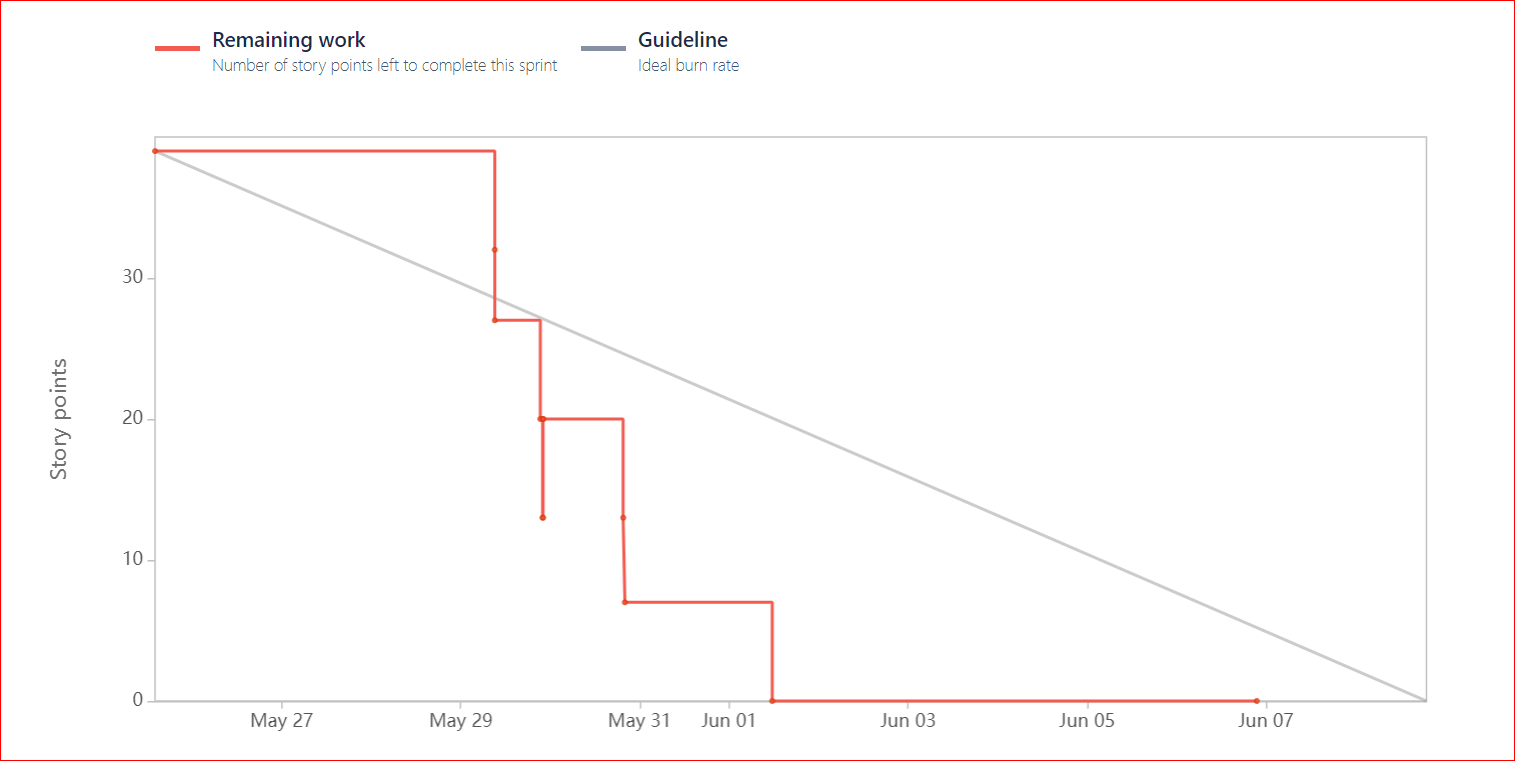 Remaining work
Number of story points left to complete this sprint
Guideline
Ideal burn rate
Story points
30
20
10
0
May 27
May 29
May 31
Jun 01
Jun 03
Jun 05
Jun 07